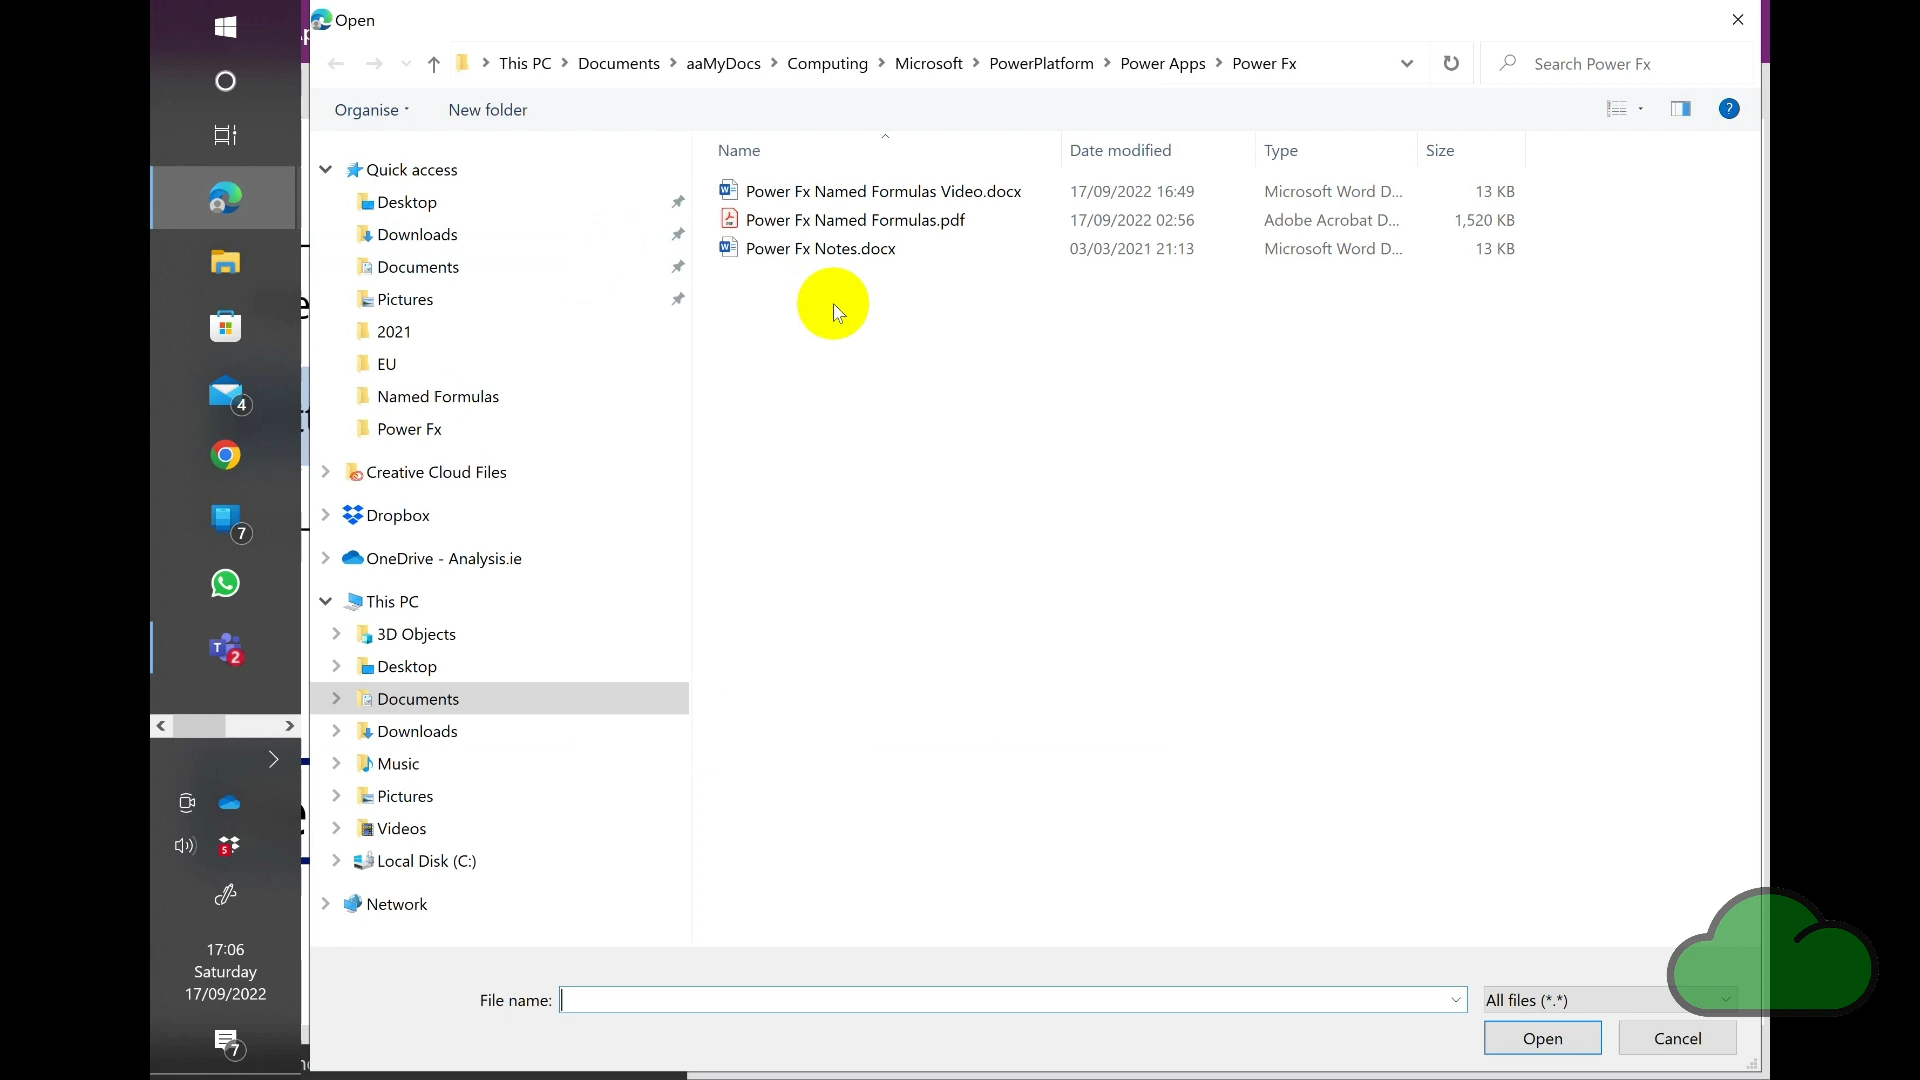 Open
This PC Documents aaMyDocs Computing Microsoft PowerPlatform Power Apps Power Fx
Search Power Fx
Organise New folder
?
Name Date modified Type Size
Power Fx Named Formulas Video.docx 17/09/2022 16:49 Microsoft Word D... 13 KB
Power Fx Named Formulas.pdf 17/09/2022 02:56 Adobe Acrobat D... 1,520 KB
Power Fx Notes.docx 03/03/2021 21:13 Microsoft Word D... 13 KB
Quick access
Desktop
Downloads
Documents
Pictures
2021
EU
Named Formulas
Power Fx
Creative Cloud Files
Dropbox
OneDrive - Analysis.ie
This PC
3D Objects
Desktop
Documents
Downloads
Music
Pictures
Videos
Local Disk (C:)
Network
File name:
All files (*.*)
Open Cancel
4
7
T 2
5
17:06
Saturday
17/09/2022
7